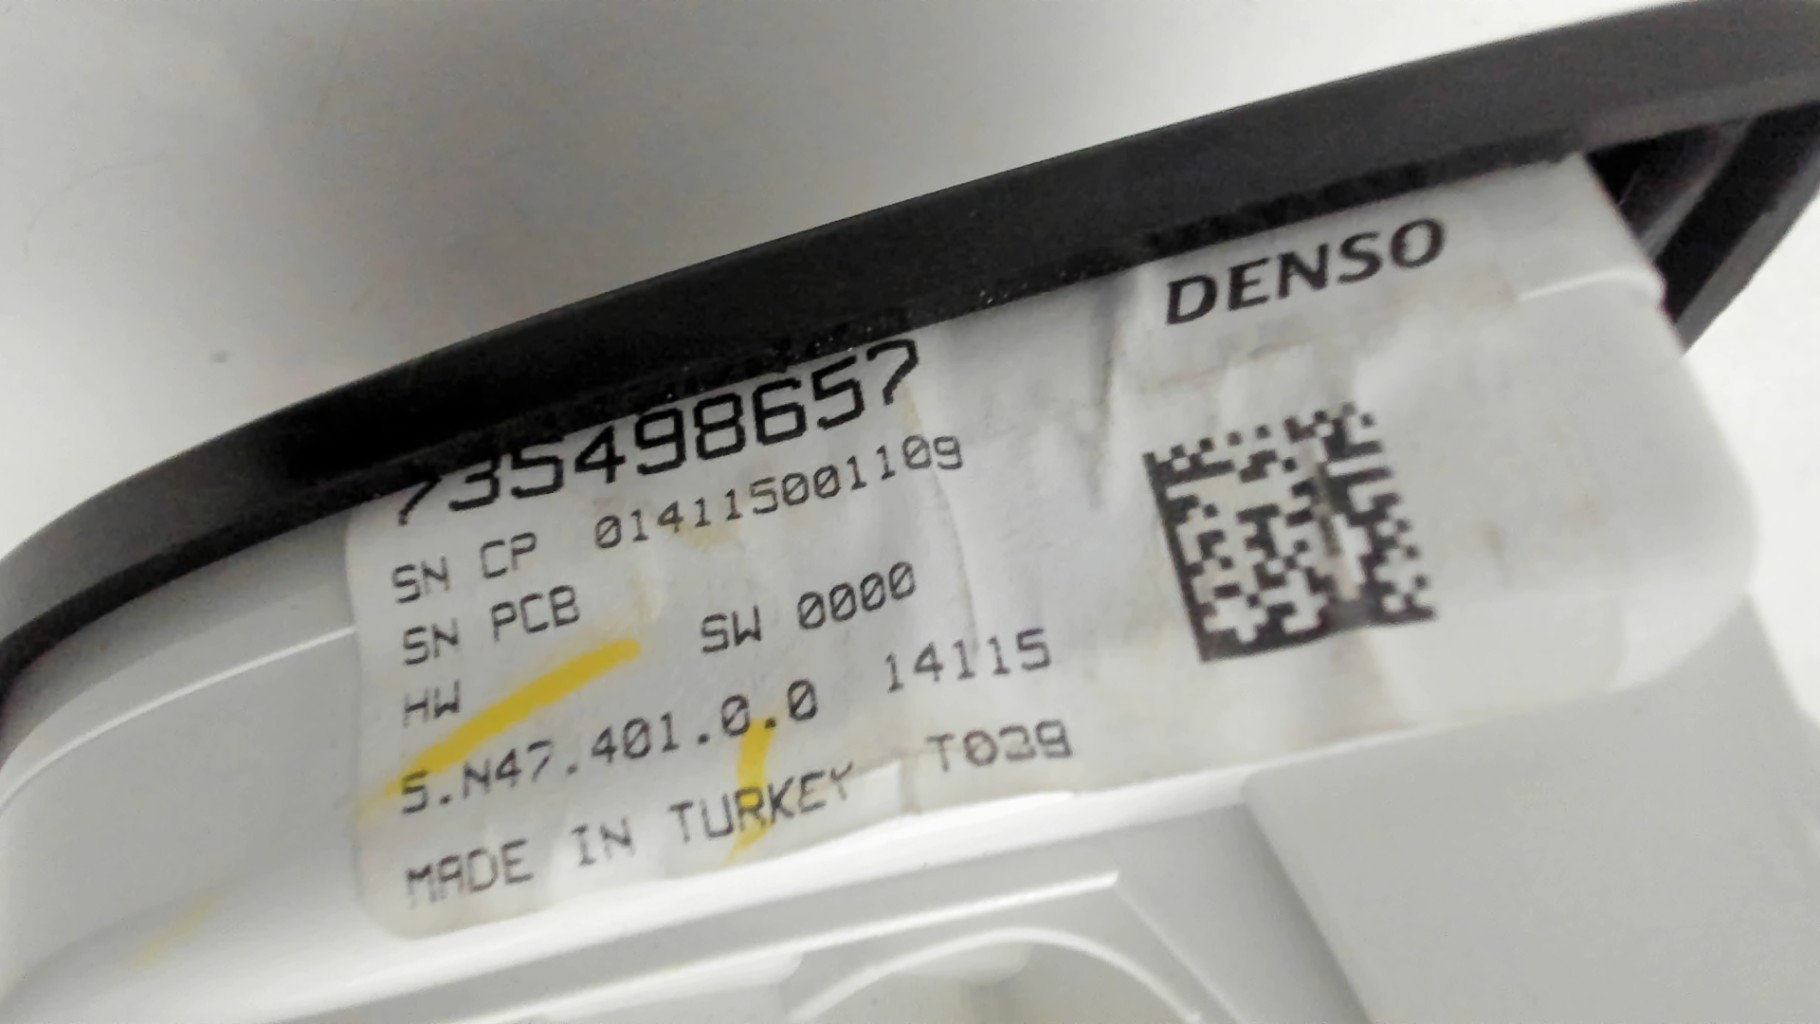 DENSO
735498657
SN CP 014115001109
SN PCB
HW SW 0000
5.N47.401.0.0 14115
MADE IN TURKEY T039